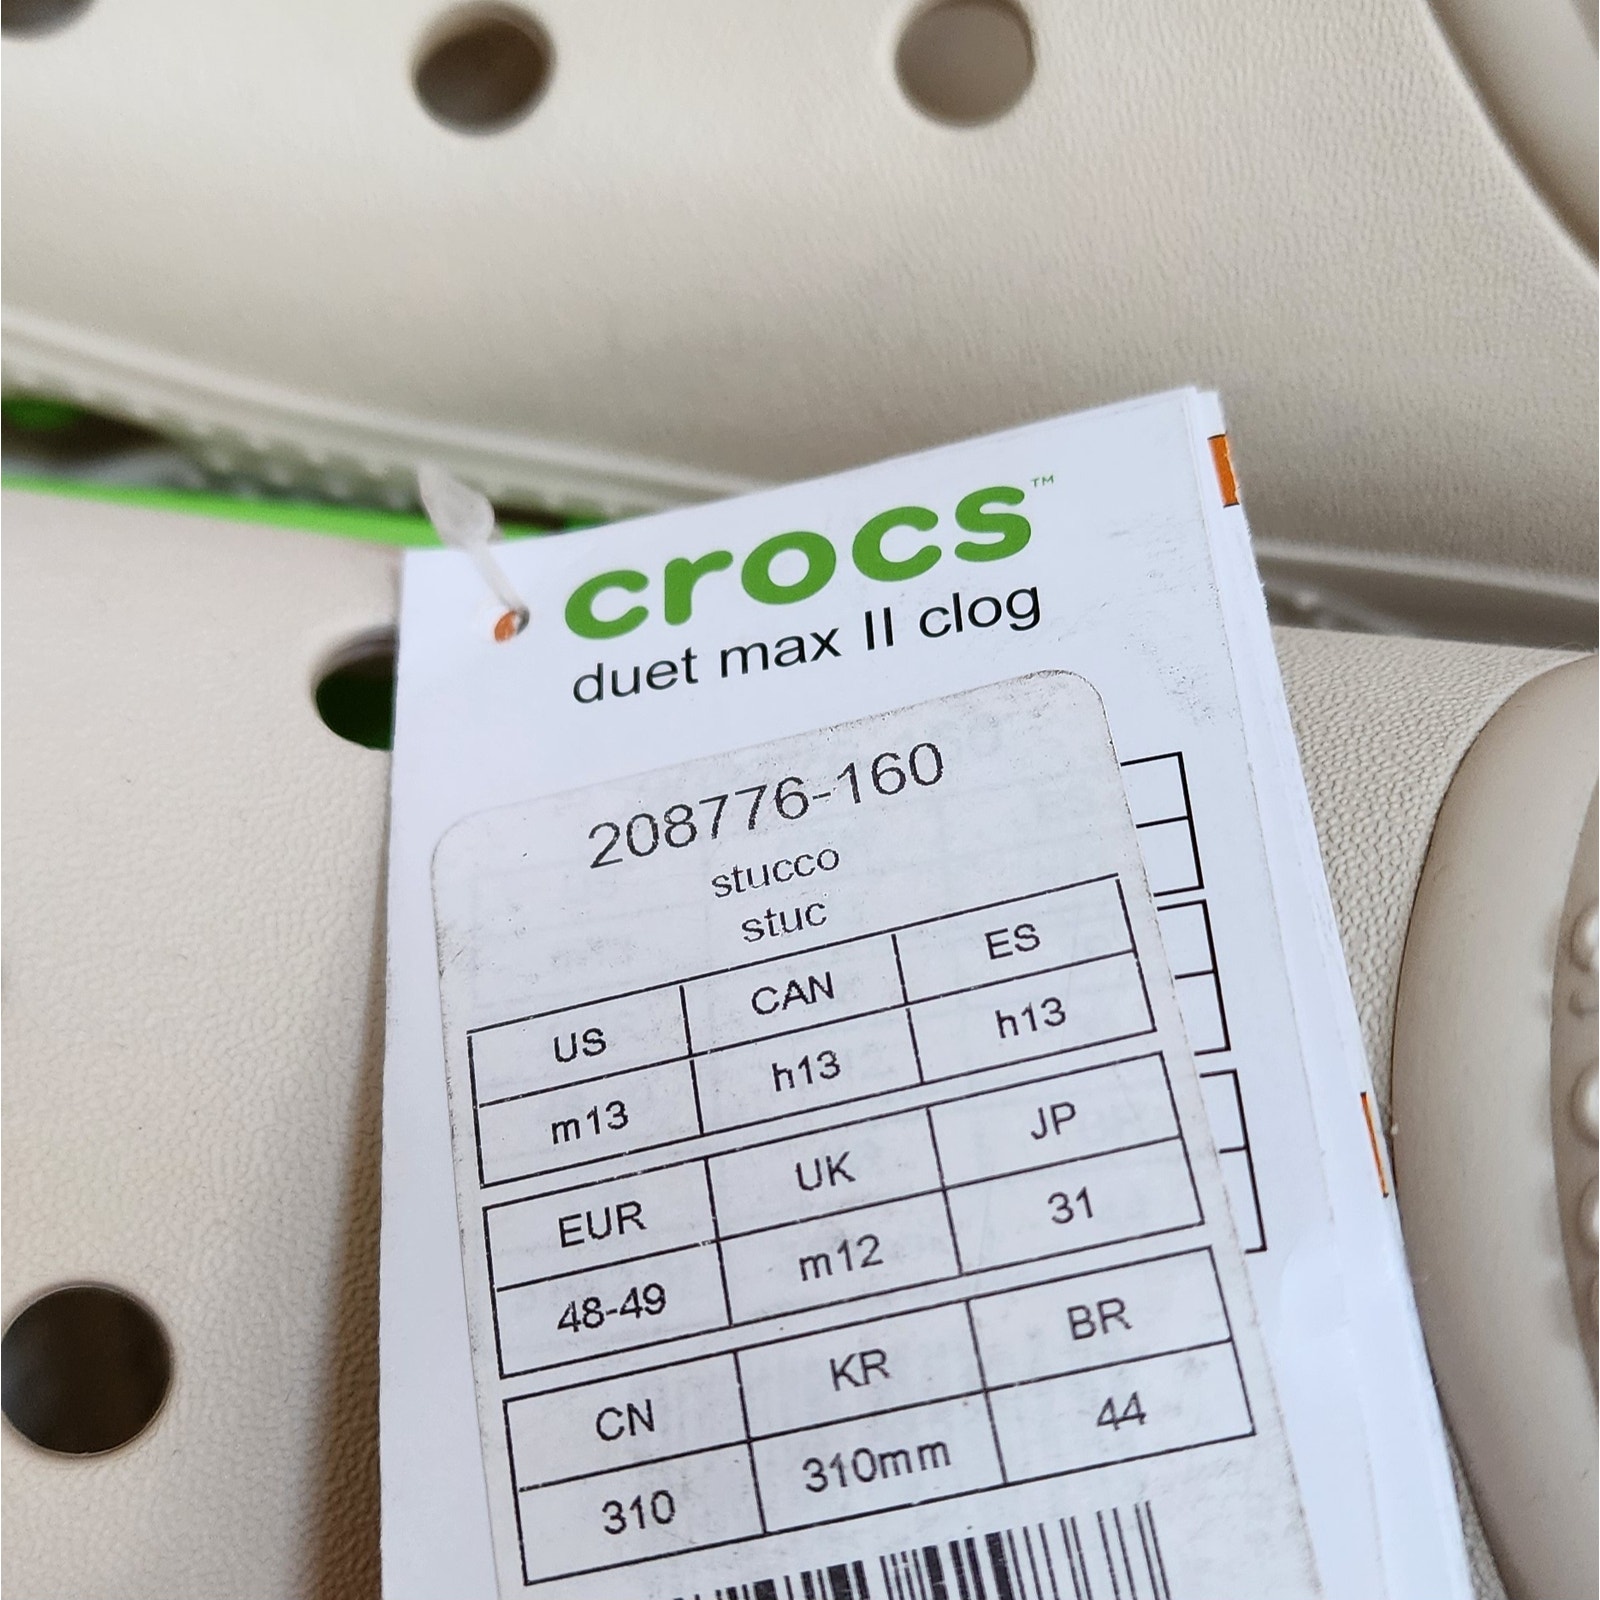 crocs™
duet max II clog
208776-160
stucco
stuc
US CAN ES
m13 h13 h13
EUR UK JP
48-49 m12 31
CN KR BR
310 310mm 44